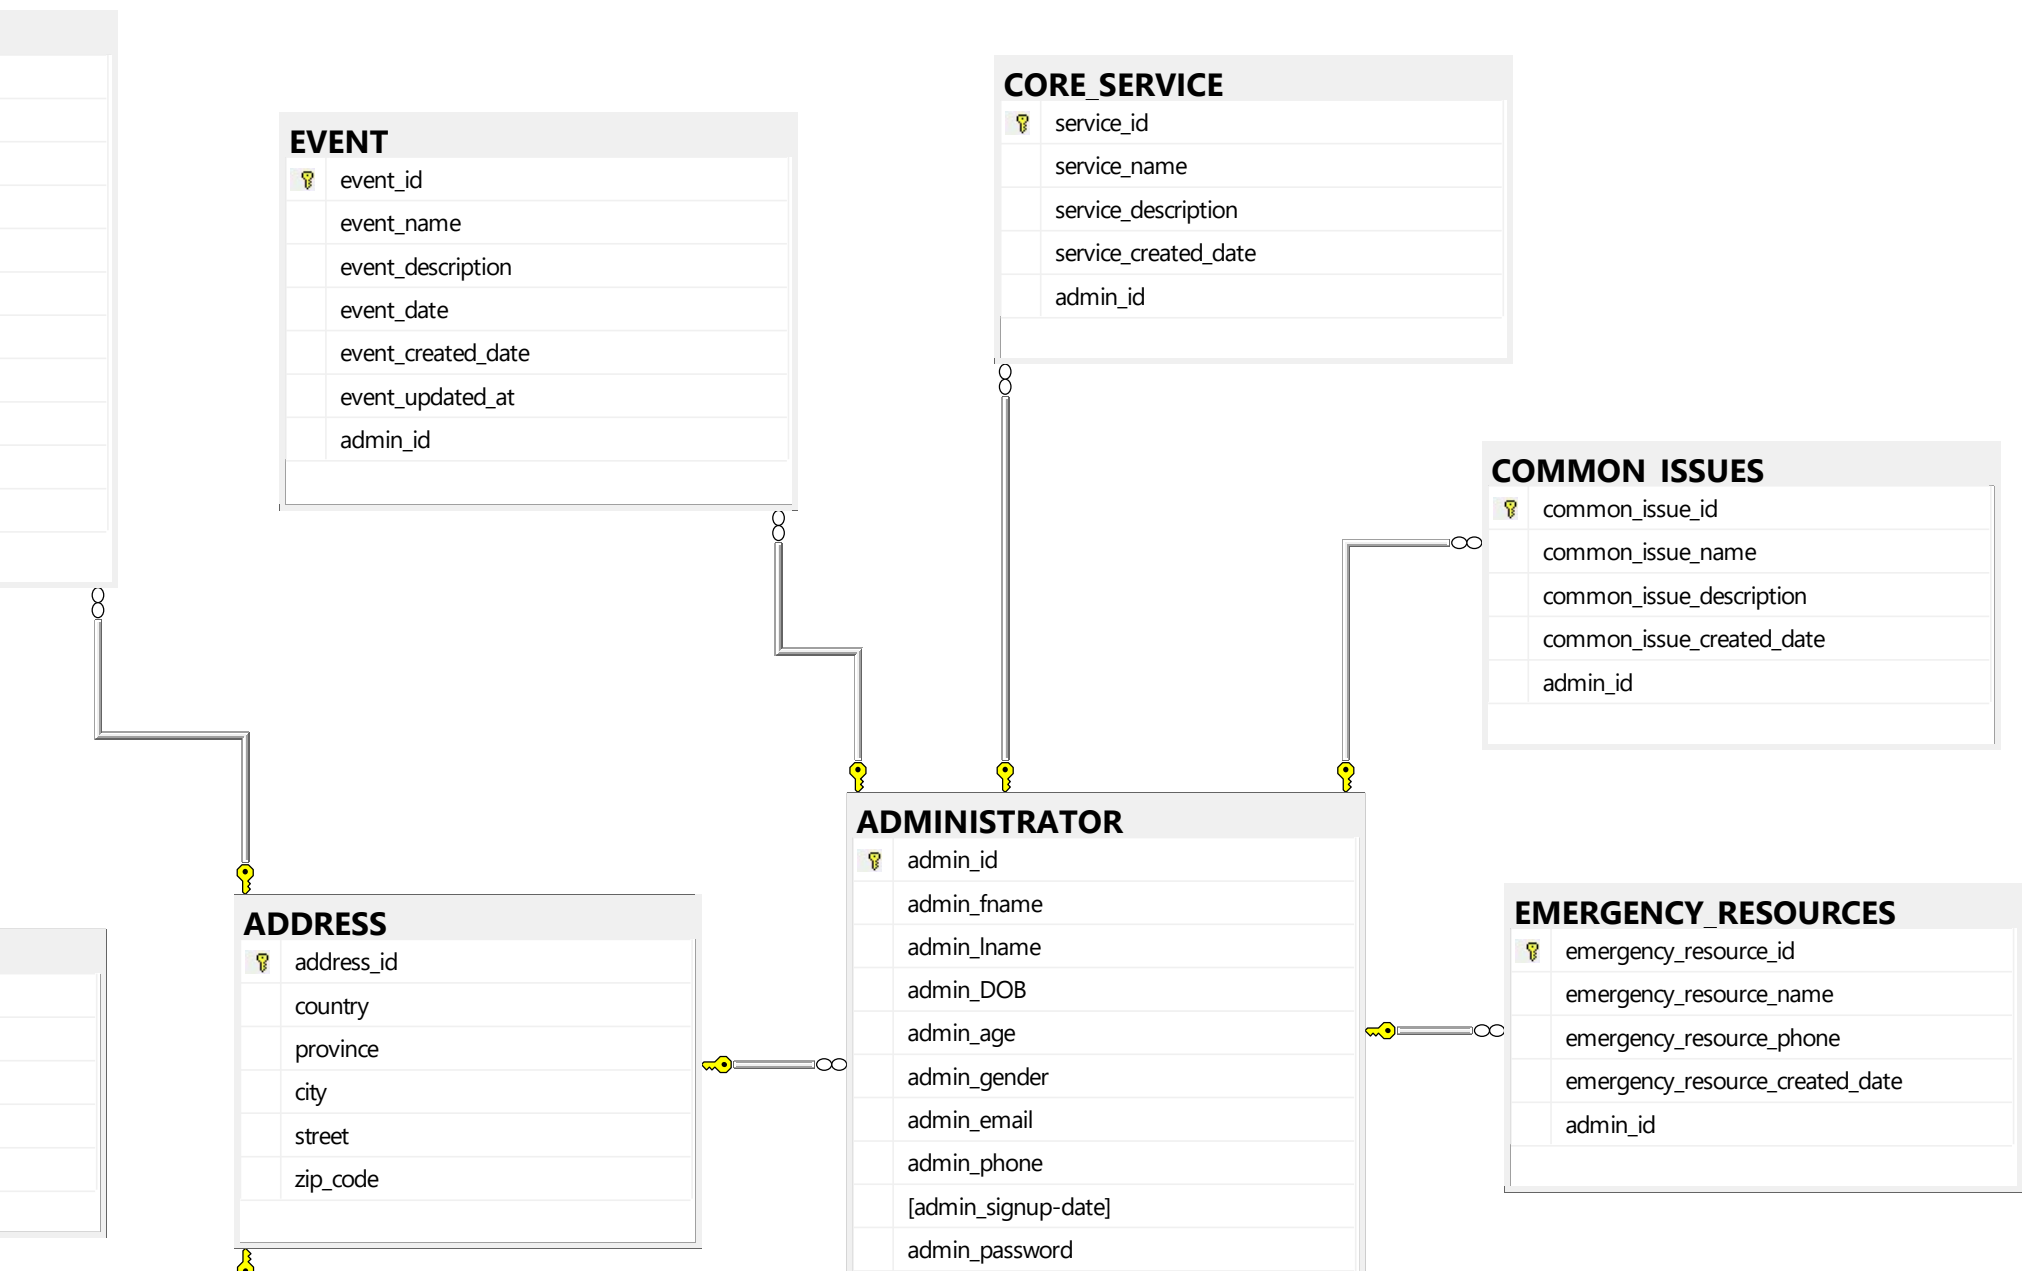 EVENT
event_id
event_name
event_description
event_date
event_created_date
event_updated_at
admin_id
CORE_SERVICE
service_id
service_name
service_description
service_created_date
admin_id
COMMON_ISSUES
common_issue_id
common_issue_name
common_issue_description
common_issue_created_date
admin_id
ADDRESS
address_id
country
province
city
street
zip_code
ADMINISTRATOR
admin_id
admin_fname
admin_lname
admin_DOB
admin_age
admin_gender
admin_email
admin_phone
[admin_signup-date]
admin_password
EMERGENCY_RESOURCES
emergency_resource_id
emergency_resource_name
emergency_resource_phone
emergency_resource_created_date
admin_id